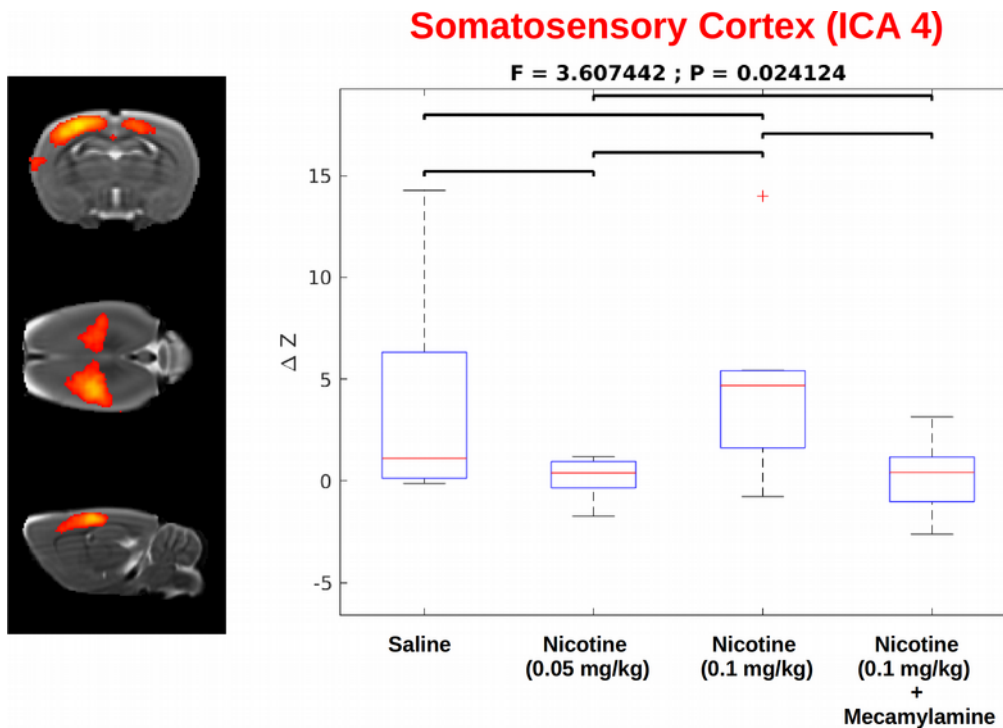 Somatosensory Cortex (ICA 4)
F = 3.607442 ; P = 0.024124
15
10
5
0
-5
Δ Z
Saline
Nicotine
(0.05 mg/kg)
Nicotine
(0.1 mg/kg)
Nicotine
(0.1 mg/kg)
+
Mecamylamine